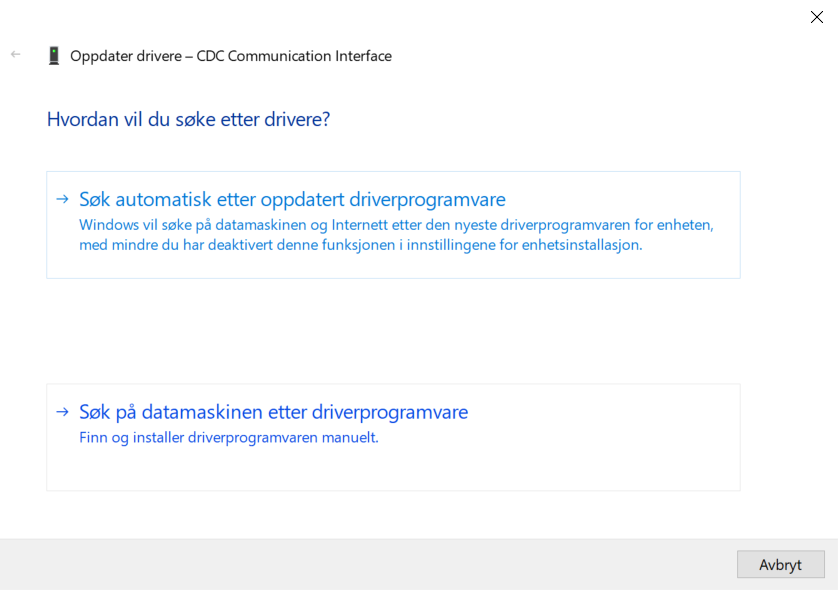 Oppdater drivere – CDC Communication Interface
Hvordan vil du søke etter drivere?
Søk automatisk etter oppdatert driverprogramvare
Windows vil søke på datamaskinen og Internett etter den nyeste driverprogramvaren for enheten,
med mindre du har deaktivert denne funksjonen i innstillingene for enhetsinstallasjon.
Søk på datamaskinen etter driverprogramvare
Finn og installer driverprogramvaren manuelt.
Avbryt